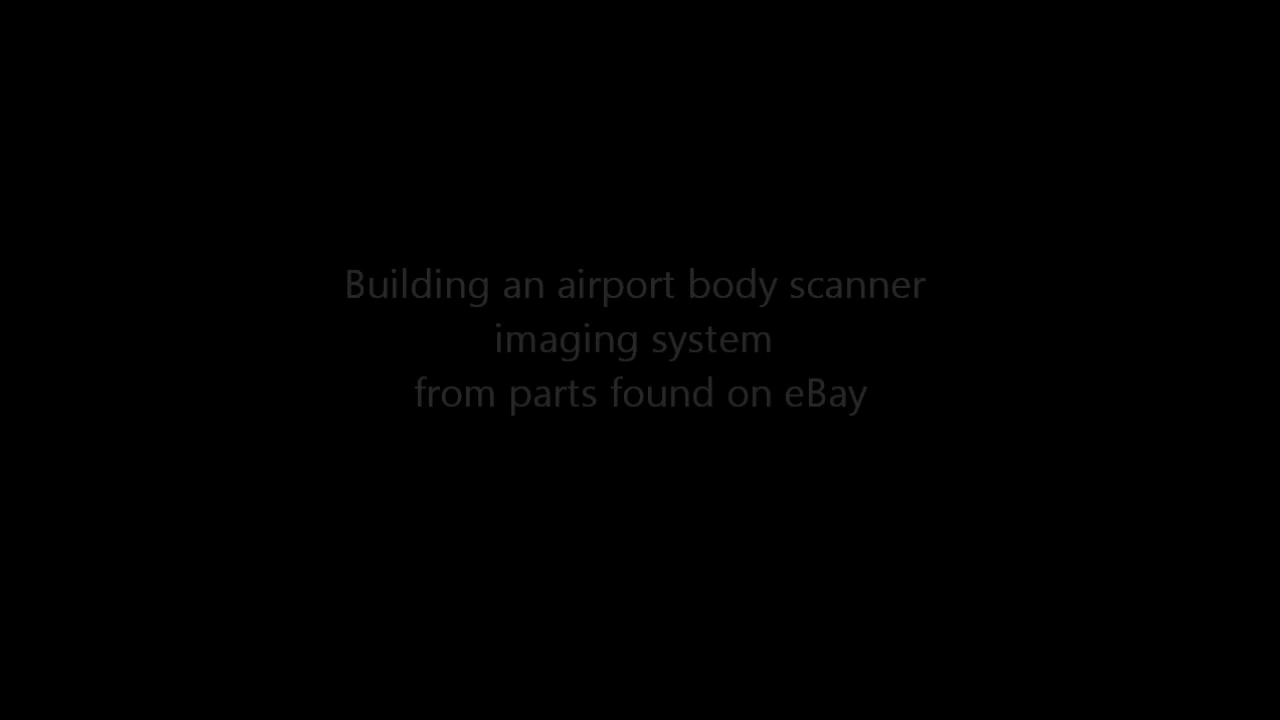 Building an airport body scanner
imaging system
from parts found on eBay